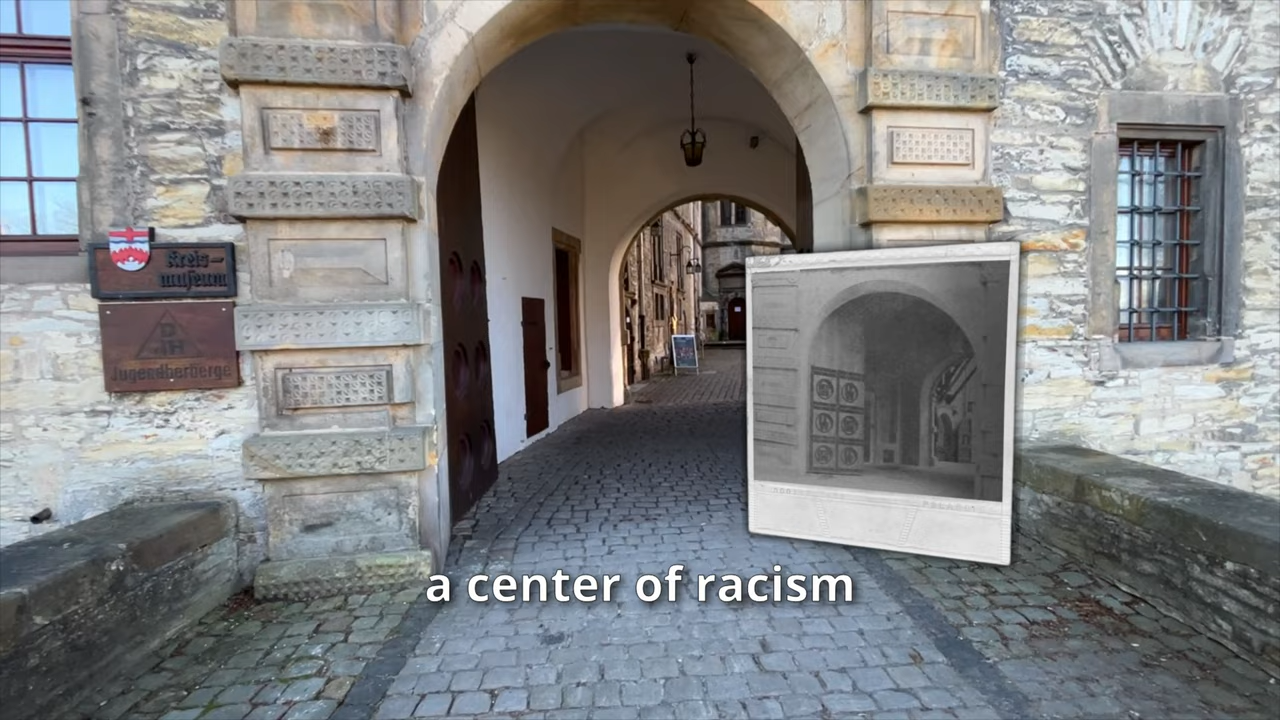 Kreis-
museum
DJH
Jugendherberge
a center of racism